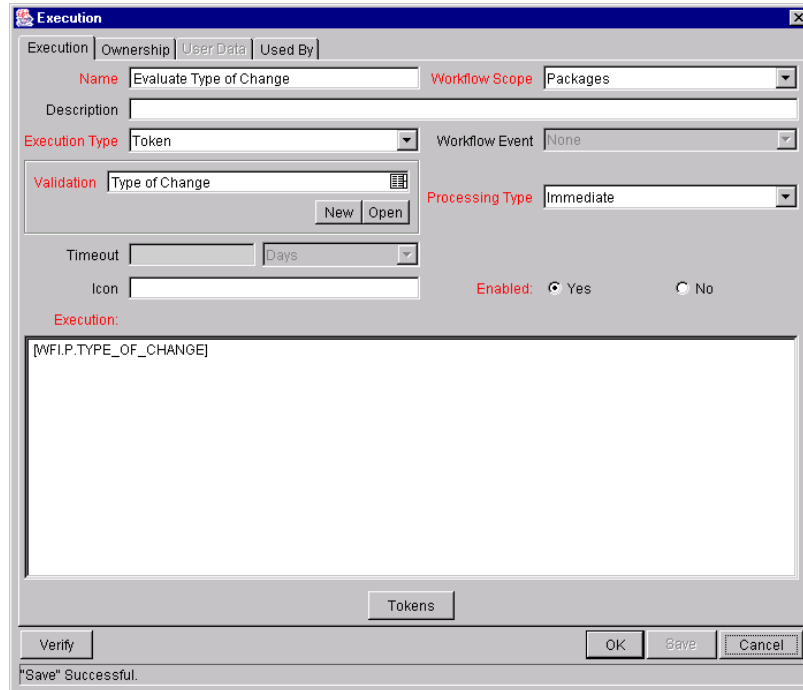 Execution
Execution Ownership User Data Used By
Name Evaluate Type of Change Workflow Scope Packages
Description
Execution Type Token Workflow Event None
Validation Type of Change
New Open
Processing Type Immediate
Timeout Days
Icon Enabled: Yes No
Execution:
[WFI.P.TYPE_OF_CHANGE]
Tokens
Verify OK Save Cancel
"Save" Successful.